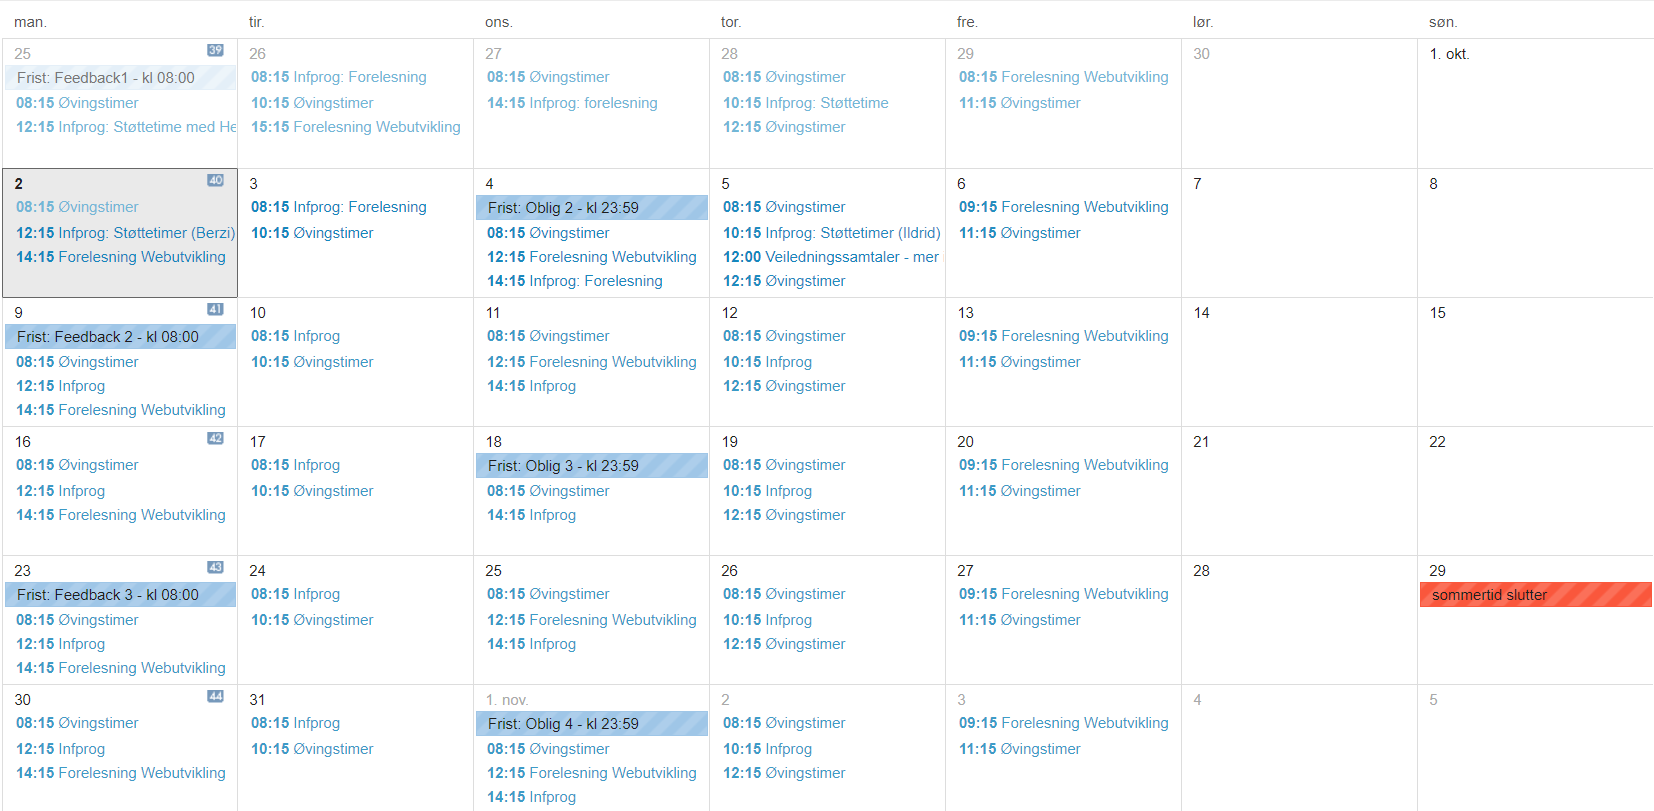 man. tir. ons. tor. fre. lør. søn.
25 39 26 27 28 29 30 1. okt.
Frist: Feedback1 - kl 08:00
08:15 Øvingstimer
12:15 Infprog: Støttetime med He
08:15 Infprog: Forelesning
10:15 Øvingstimer
15:15 Forelesning Webutvikling
08:15 Øvingstimer
14:15 Infprog: forelesning
08:15 Øvingstimer
10:15 Infprog: Støttetime
12:15 Øvingstimer
08:15 Forelesning Webutvikling
11:15 Øvingstimer
2 40 3 4 5 6 7 8
08:15 Øvingstimer
12:15 Infprog: Støttetimer (Berzi)
14:15 Forelesning Webutvikling
08:15 Infprog: Forelesning
10:15 Øvingstimer
Frist: Oblig 2 - kl 23:59
08:15 Øvingstimer
12:15 Forelesning Webutvikling
14:15 Infprog: Forelesning
08:15 Øvingstimer
10:15 Infprog: Støttetimer (Ildrid)
12:00 Veiledningssamtaler - mer
12:15 Øvingstimer
09:15 Forelesning Webutvikling
11:15 Øvingstimer
9 41 10 11 12 13 14 15
Frist: Feedback 2 - kl 08:00
08:15 Øvingstimer
12:15 Infprog
14:15 Forelesning Webutvikling
08:15 Infprog
10:15 Øvingstimer
08:15 Øvingstimer
12:15 Forelesning Webutvikling
14:15 Infprog
08:15 Øvingstimer
10:15 Infprog
12:15 Øvingstimer
09:15 Forelesning Webutvikling
11:15 Øvingstimer
16 42 17 18 19 20 21 22
08:15 Øvingstimer
12:15 Infprog
14:15 Forelesning Webutvikling
08:15 Infprog
10:15 Øvingstimer
Frist: Oblig 3 - kl 23:59
08:15 Øvingstimer
14:15 Infprog
08:15 Øvingstimer
10:15 Infprog
12:15 Øvingstimer
09:15 Forelesning Webutvikling
11:15 Øvingstimer
23 43 24 25 26 27 28 29
Frist: Feedback 3 - kl 08:00
08:15 Øvingstimer
12:15 Infprog
14:15 Forelesning Webutvikling
08:15 Infprog
10:15 Øvingstimer
08:15 Øvingstimer
12:15 Forelesning Webutvikling
14:15 Infprog
08:15 Øvingstimer
10:15 Infprog
12:15 Øvingstimer
09:15 Forelesning Webutvikling
11:15 Øvingstimer
sommertid slutter
30 44 31 1. nov. 2 3 4 5
08:15 Øvingstimer
12:15 Infprog
14:15 Forelesning Webutvikling
08:15 Infprog
10:15 Øvingstimer
Frist: Oblig 4 - kl 23:59
08:15 Øvingstimer
12:15 Forelesning Webutvikling
14:15 Infprog
08:15 Øvingstimer
10:15 Infprog
12:15 Øvingstimer
09:15 Forelesning Webutvikling
11:15 Øvingstimer